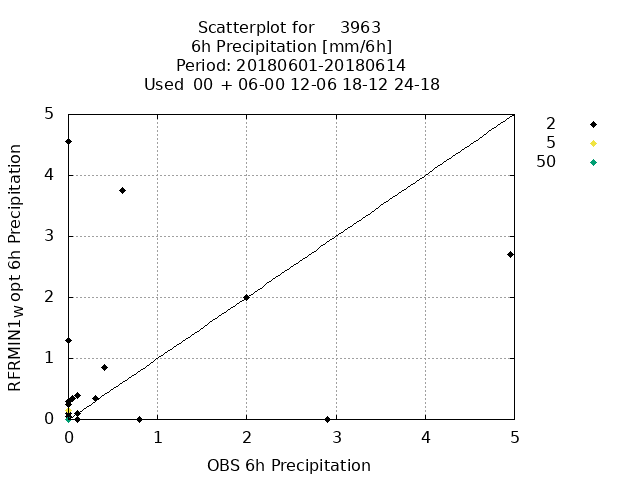 Scatterplot for 3963
6h Precipitation [mm/6h]
Period: 20180601-20180614
Used 00 + 06-00 12-06 18-12 24-18
2
5
50
5
4
3
2
1
0
0 1 2 3 4 5
RFRMIN1w opt 6h Precipitation
OBS 6h Precipitation